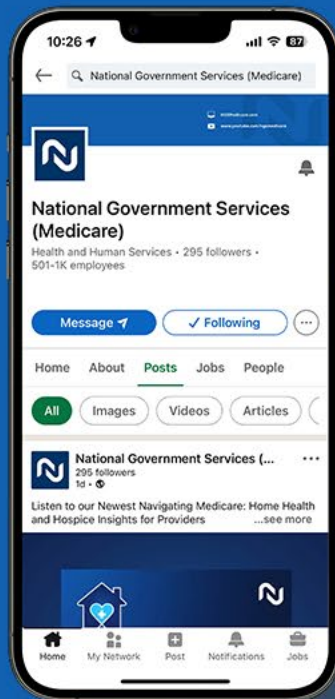 10:26
87
National Government Services (Medicare)
National Government Services
(Medicare)
Health and Human Services • 295 followers •
501-1K employees
Message
Following
Home About Posts Jobs People
All Images Videos Articles
National Government Services (...
295 followers
1d •
Listen to our Newest Navigating Medicare: Home Health
and Hospice Insights for Providers ...see more
Home My Network Post Notifications Jobs